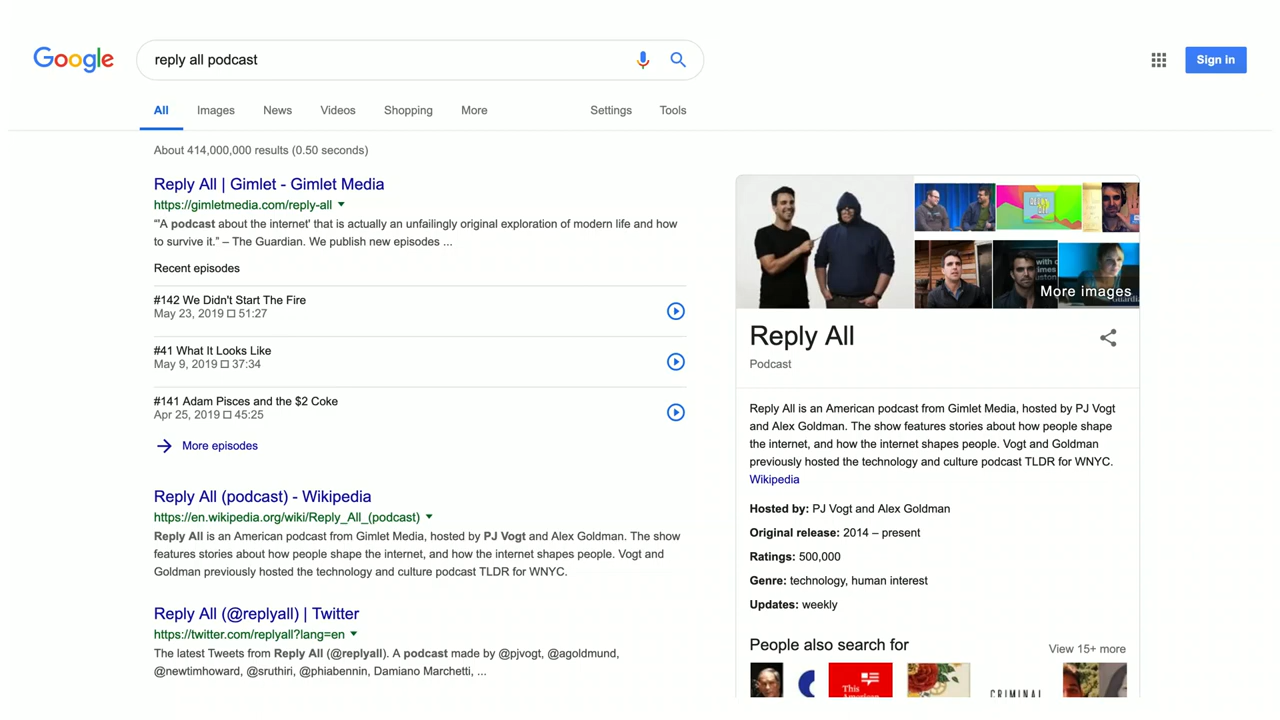 Google
reply all podcast
Sign in
All Images News Videos Shopping More Settings Tools
About 414,000,000 results (0.50 seconds)
Reply All | Gimlet - Gimlet Media
https://gimletmedia.com/reply-all
“'A podcast about the internet' that is actually an unfailingly original exploration of modern life and how
to survive it.” – The Guardian. We publish new episodes ...
Recent episodes
#142 We Didn't Start The Fire
May 23, 2019 □ 51:27
#41 What It Looks Like
May 9, 2019 □ 37:34
#141 Adam Pisces and the $2 Coke
Apr 25, 2019 □ 45:25
More episodes
Reply All (podcast) - Wikipedia
https://en.wikipedia.org/wiki/Reply_All_(podcast)
Reply All is an American podcast from Gimlet Media, hosted by PJ Vogt and Alex Goldman. The show
features stories about how people shape the internet, and how the internet shapes people. Vogt and
Goldman previously hosted the technology and culture podcast TLDR for WNYC.
Reply All (@replyall) | Twitter
https://twitter.com/replyall?lang=en
The latest Tweets from Reply All (@replyall). A podcast made by @pjvogt, @agoldmund,
@newtimhoward, @sruthiri, @phiabennin, Damiano Marchetti, ...
More images
Reply All
Podcast
Reply All is an American podcast from Gimlet Media, hosted by PJ Vogt
and Alex Goldman. The show features stories about how people shape
the internet, and how the internet shapes people. Vogt and Goldman
previously hosted the technology and culture podcast TLDR for WNYC.
Wikipedia
Hosted by: PJ Vogt and Alex Goldman
Original release: 2014 – present
Ratings: 500,000
Genre: technology, human interest
Updates: weekly
People also search for
View 15+ more
This
American
CRIMINAL